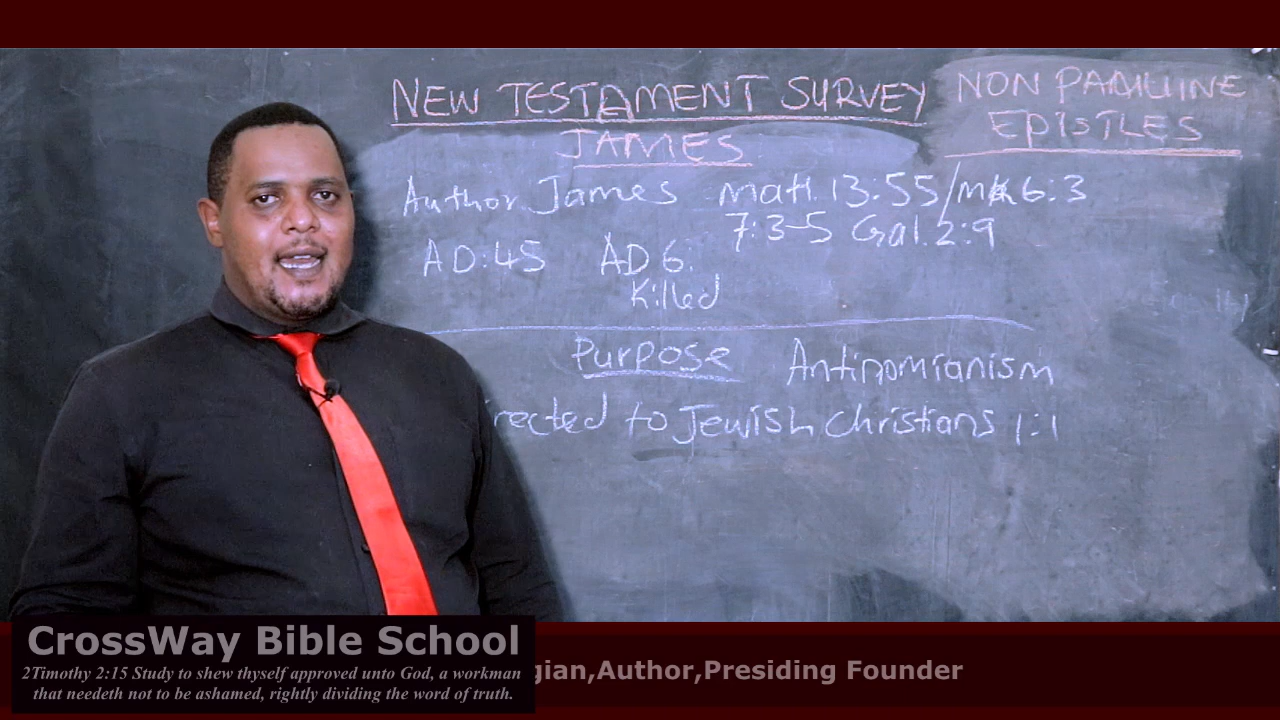 NEW TESTAMENT SURVEY
NON PAULINE
EPISTLES
JAMES
Author James Matt. 13:55/Mk 6:3
7:3-5 Gal. 2:9
AD:45 AD 6:
Killed
Purpose Antinomianism
rected to Jewish Christians 1:1
CrossWay Bible School
2Timothy 2:15 Study to shew thyself approved unto God, a workman
that needeth not to be ashamed, rightly dividing the word of truth.
gian,Author,Presiding Founder